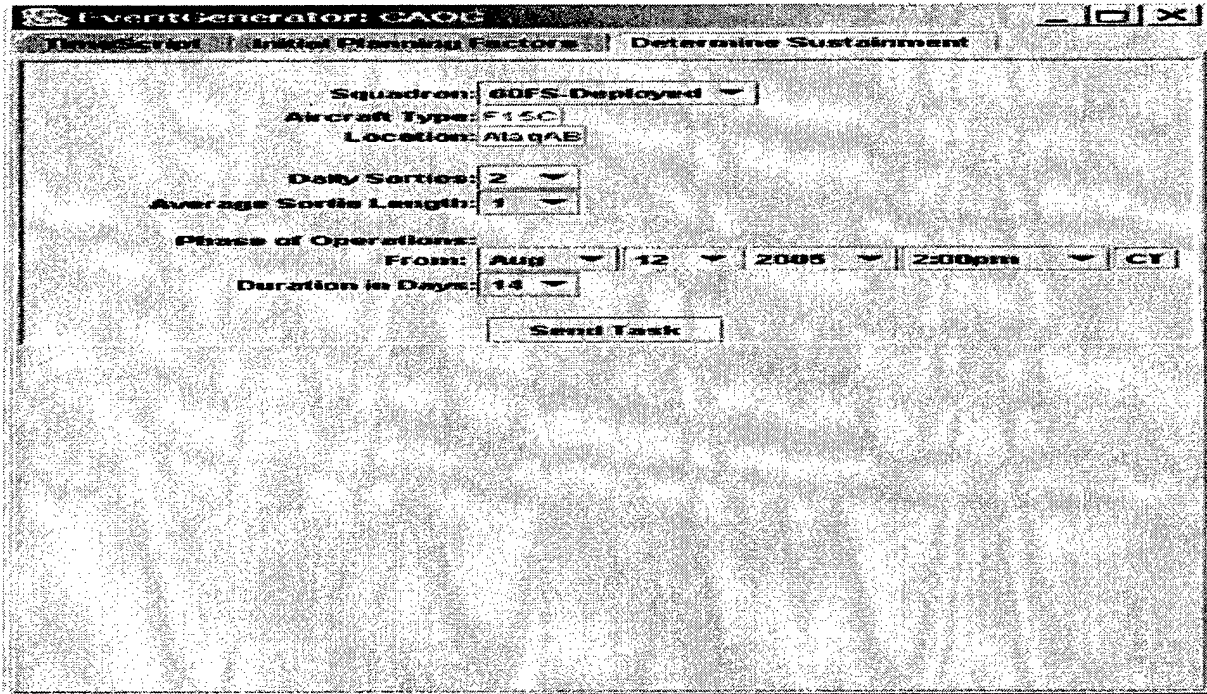 EventGenerator: CAOC
TimeScript Initial Planning Factors Determine Sustainment
Squadron: 60FS-Deployed
Aircraft Type: F15C
Location:
Daily Sorties: 2
Average Sortie Length: 1
Phase of Operations:
From: Aug 12 2005 2:00pm CT
Duration in Days: 14
Send Task